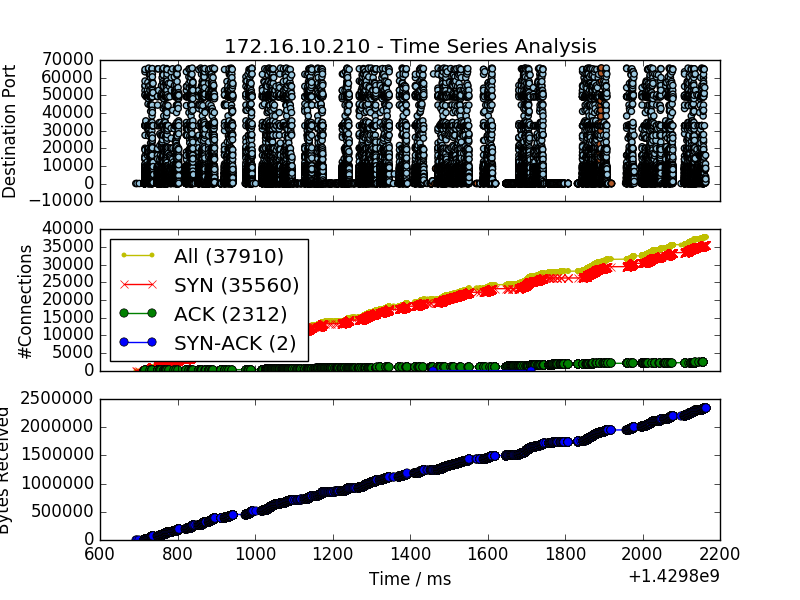 172.16.10.210 - Time Series Analysis
70000
60000
50000
40000
30000
20000
10000
0
−10000
Destination Port
40000
35000
30000
25000
20000
15000
10000
5000
0
#Connections
All (37910)
SYN (35560)
ACK (2312)
SYN-ACK (2)
2500000
2000000
1500000
1000000
500000
0
Bytes Received
600 800 1000 1200 1400 1600 1800 2000 2200
Time / ms
+1.4298e9